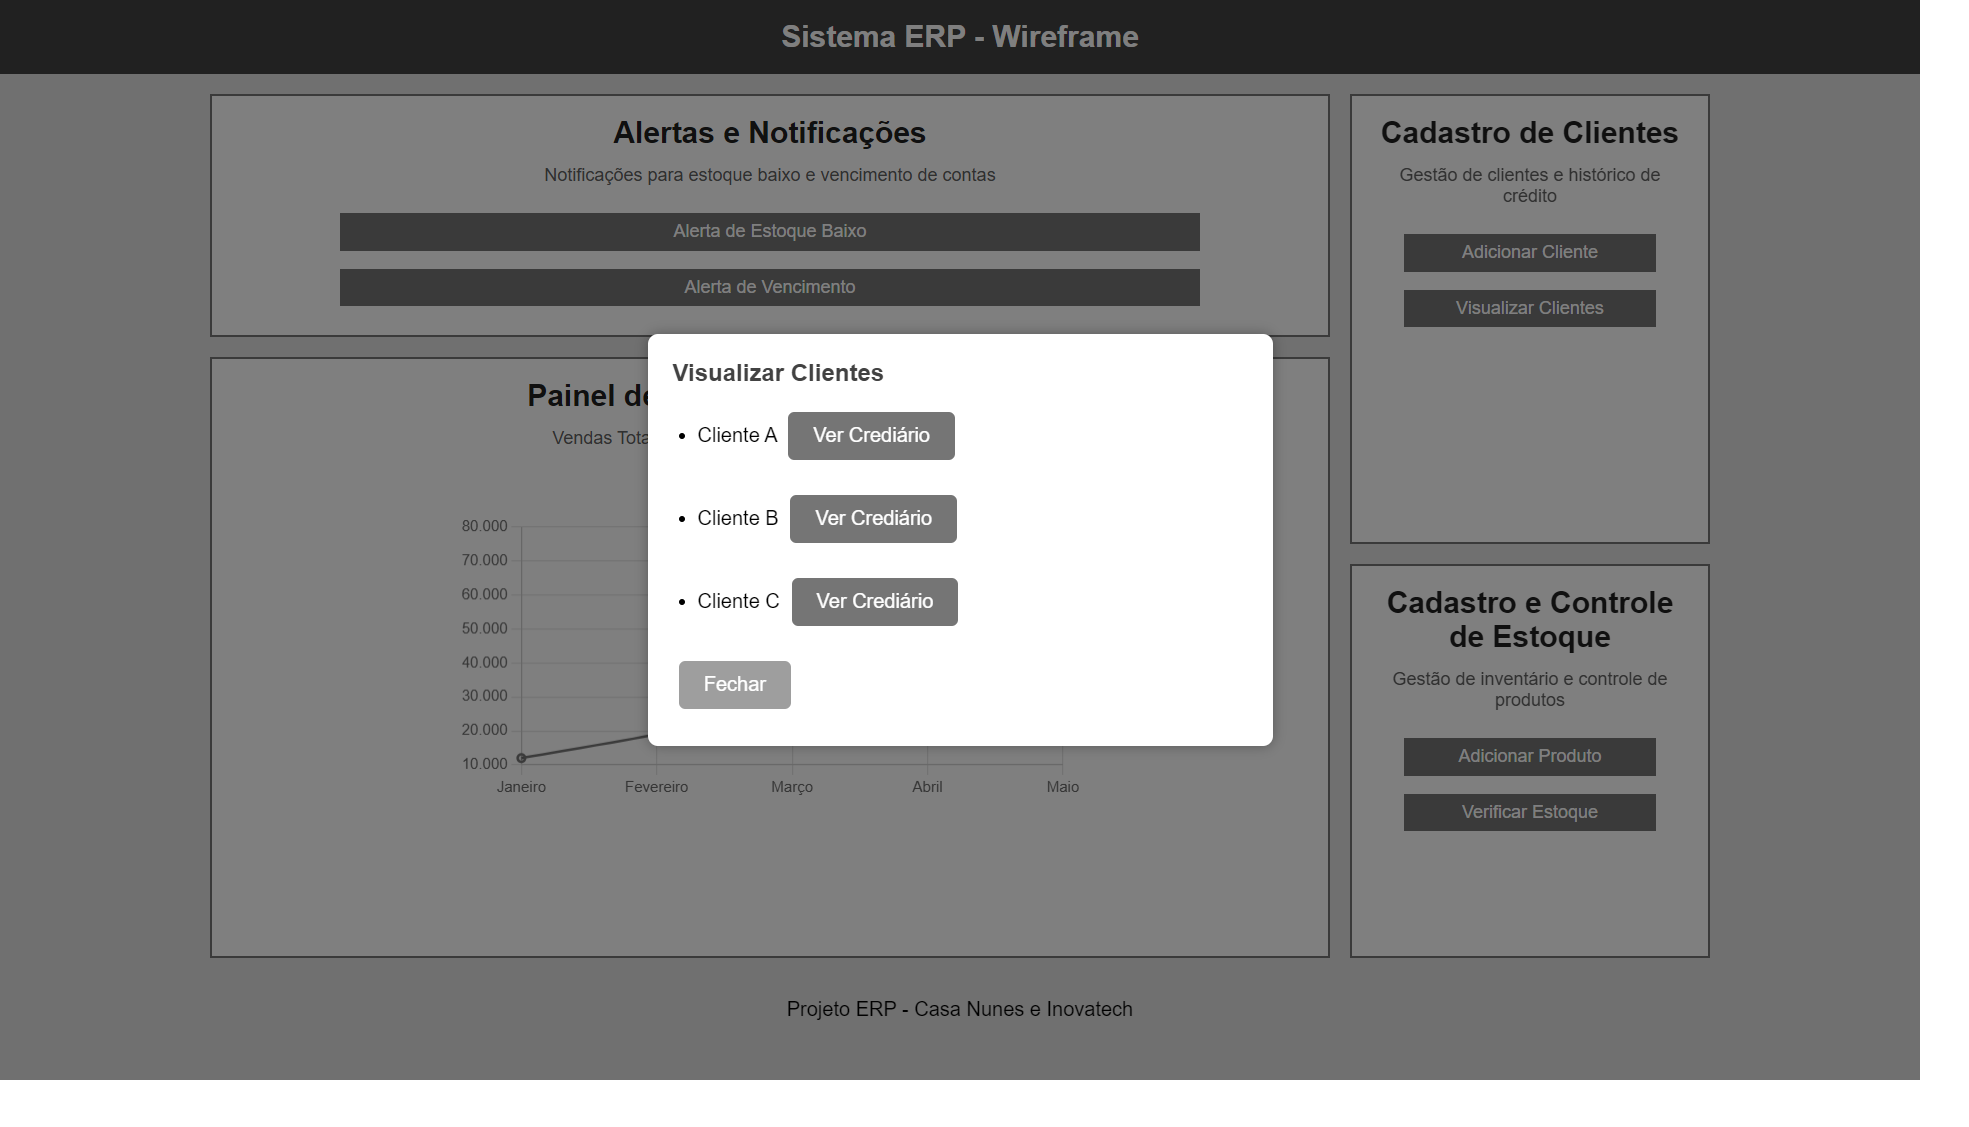 Sistema ERP - Wireframe
Alertas e Notificações
Notificações para estoque baixo e vencimento de contas
Alerta de Estoque Baixo
Alerta de Vencimento
Cadastro de Clientes
Gestão de clientes e histórico de
crédito
Adicionar Cliente
Visualizar Clientes
Painel de
Vendas
Visualizar Clientes
Cliente A Ver Crediário
Cliente B Ver Crediário
Cliente C Ver Crediário
Fechar
80.000
70.000
60.000
50.000
40.000
30.000
20.000
10.000
Janeiro Fevereiro Março Abril Maio
Cadastro e Controle
de Estoque
Gestão de inventário e controle de
produtos
Adicionar Produto
Verificar Estoque
Projeto ERP - Casa Nunes e Inovatech